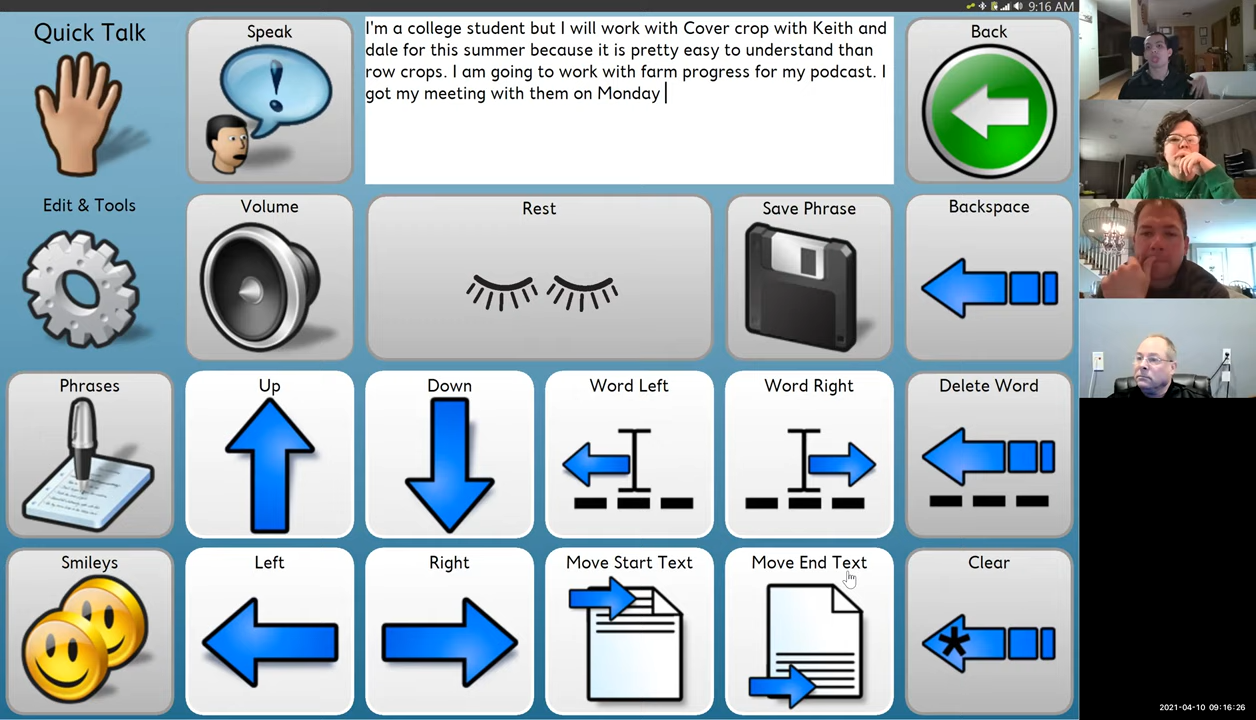 9:16 AM
Quick Talk
Speak
I'm a college student but I will work with Cover crop with Keith and
dale for this summer because it is pretty easy to understand than
row crops. I am going to work with farm progress for my podcast. I
got my meeting with them on Monday
Back
Edit & Tools
Volume
Rest
Save Phrase
Backspace
Phrases
Up
Down
Word Left
Word Right
Delete Word
Smileys
Left
Right
Move Start Text
Move End Text
Clear
2021-04-10 09:16:26